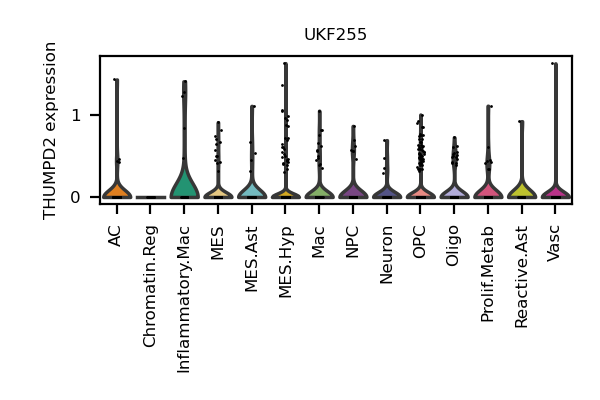 UKF255
THUMPD2 expression
1
0
AC
Chromatin.Reg
Inflammatory.Mac
MES
MES.Ast
MES.Hyp
Mac
NPC
Neuron
OPC
Oligo
Prolif.Metab
Reactive.Ast
Vasc